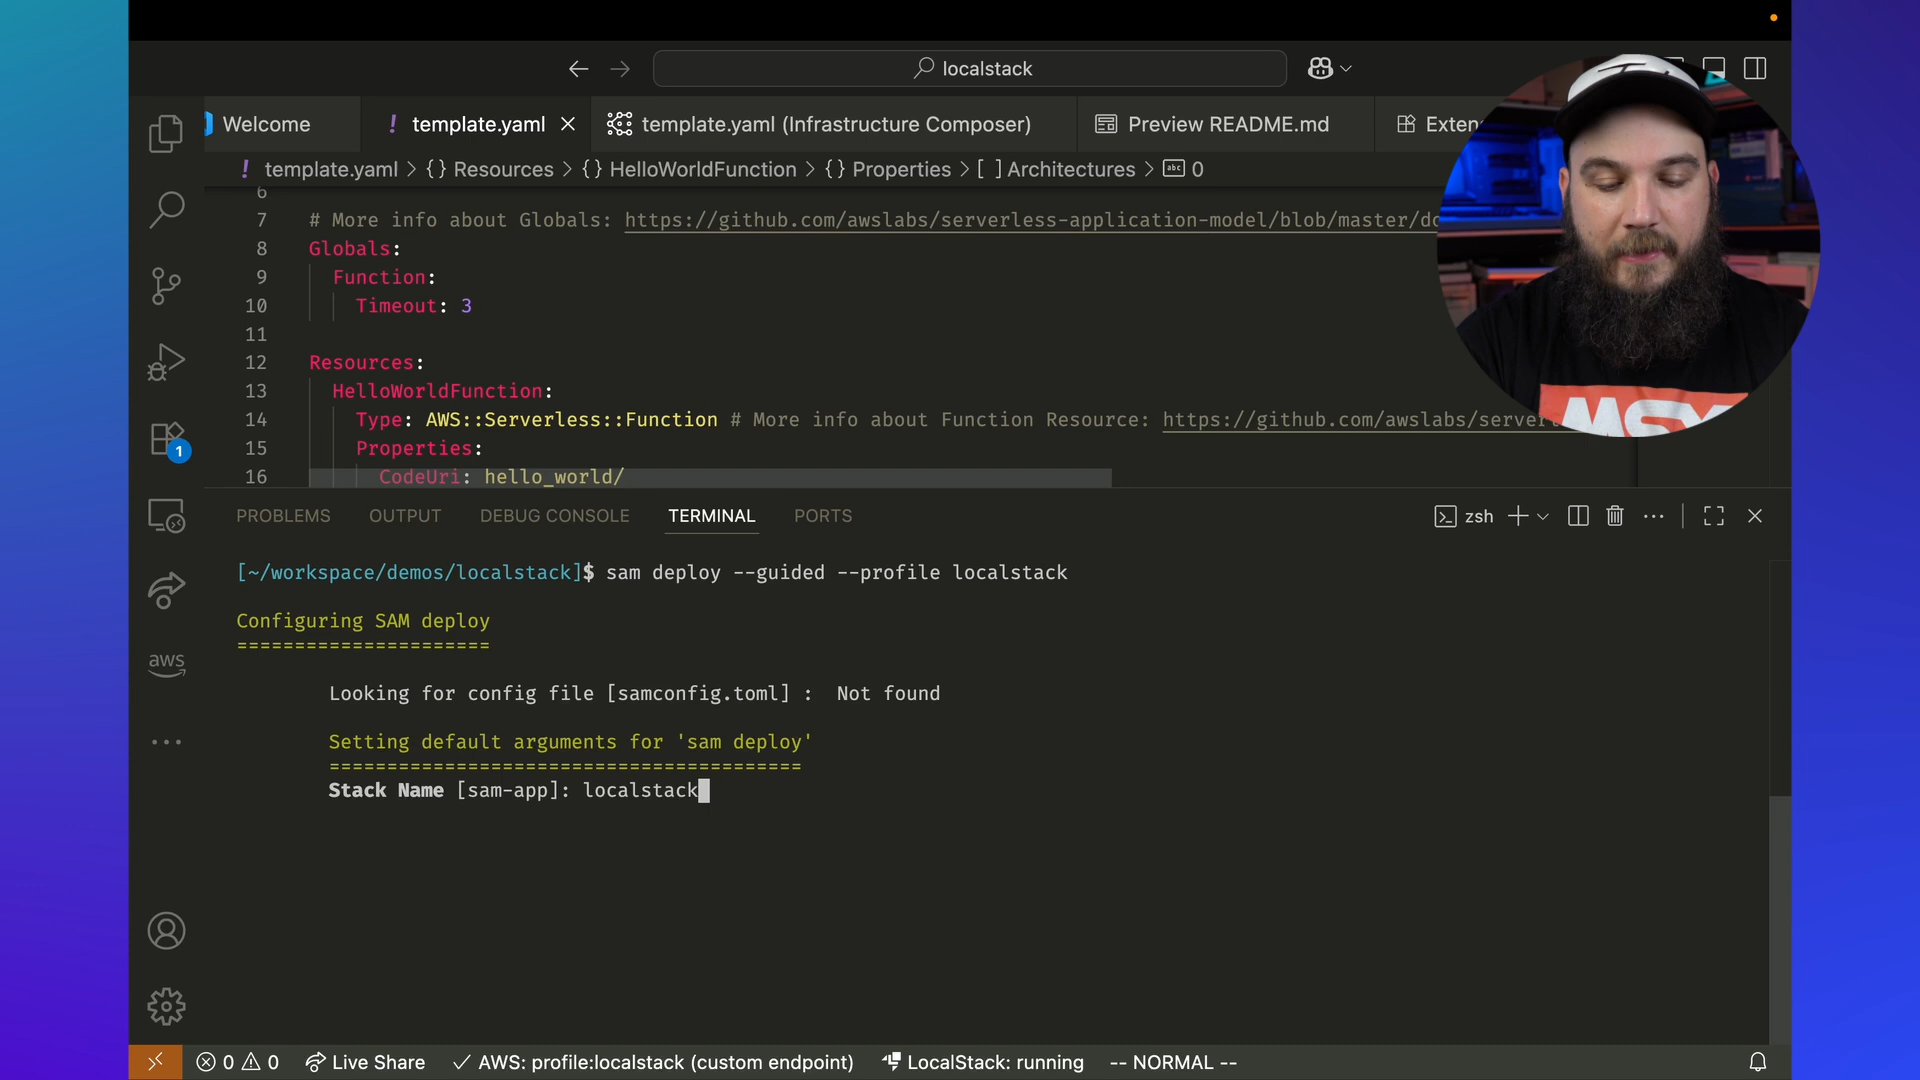 localstack
Welcome
! template.yaml
template.yaml (Infrastructure Composer)
Preview README.md
Exten
! template.yaml > {} Resources > {} HelloWorldFunction > {} Properties > [ ] Architectures > abc 0
6
7 # More info about Globals: https://github.com/awslabs/serverless-application-model/blob/master/do
8 Globals:
9 Function:
10 Timeout: 3
11
12 Resources:
13 HelloWorldFunction:
14 Type: AWS::Serverless::Function # More info about Function Resource: https://github.com/awslabs/server
15 Properties:
16 CodeUri: hello_world/
MSX
1
aws
PROBLEMS OUTPUT DEBUG CONSOLE TERMINAL PORTS
zsh
[~/workspace/demos/localstack]$ sam deploy --guided --profile localstack
Configuring SAM deploy
======================
Looking for config file [samconfig.toml] : Not found
Setting default arguments for 'sam deploy'
=========================================
Stack Name [sam-app]: localstack
0 0 Live Share AWS: profile:localstack (custom endpoint) LocalStack: running -- NORMAL --